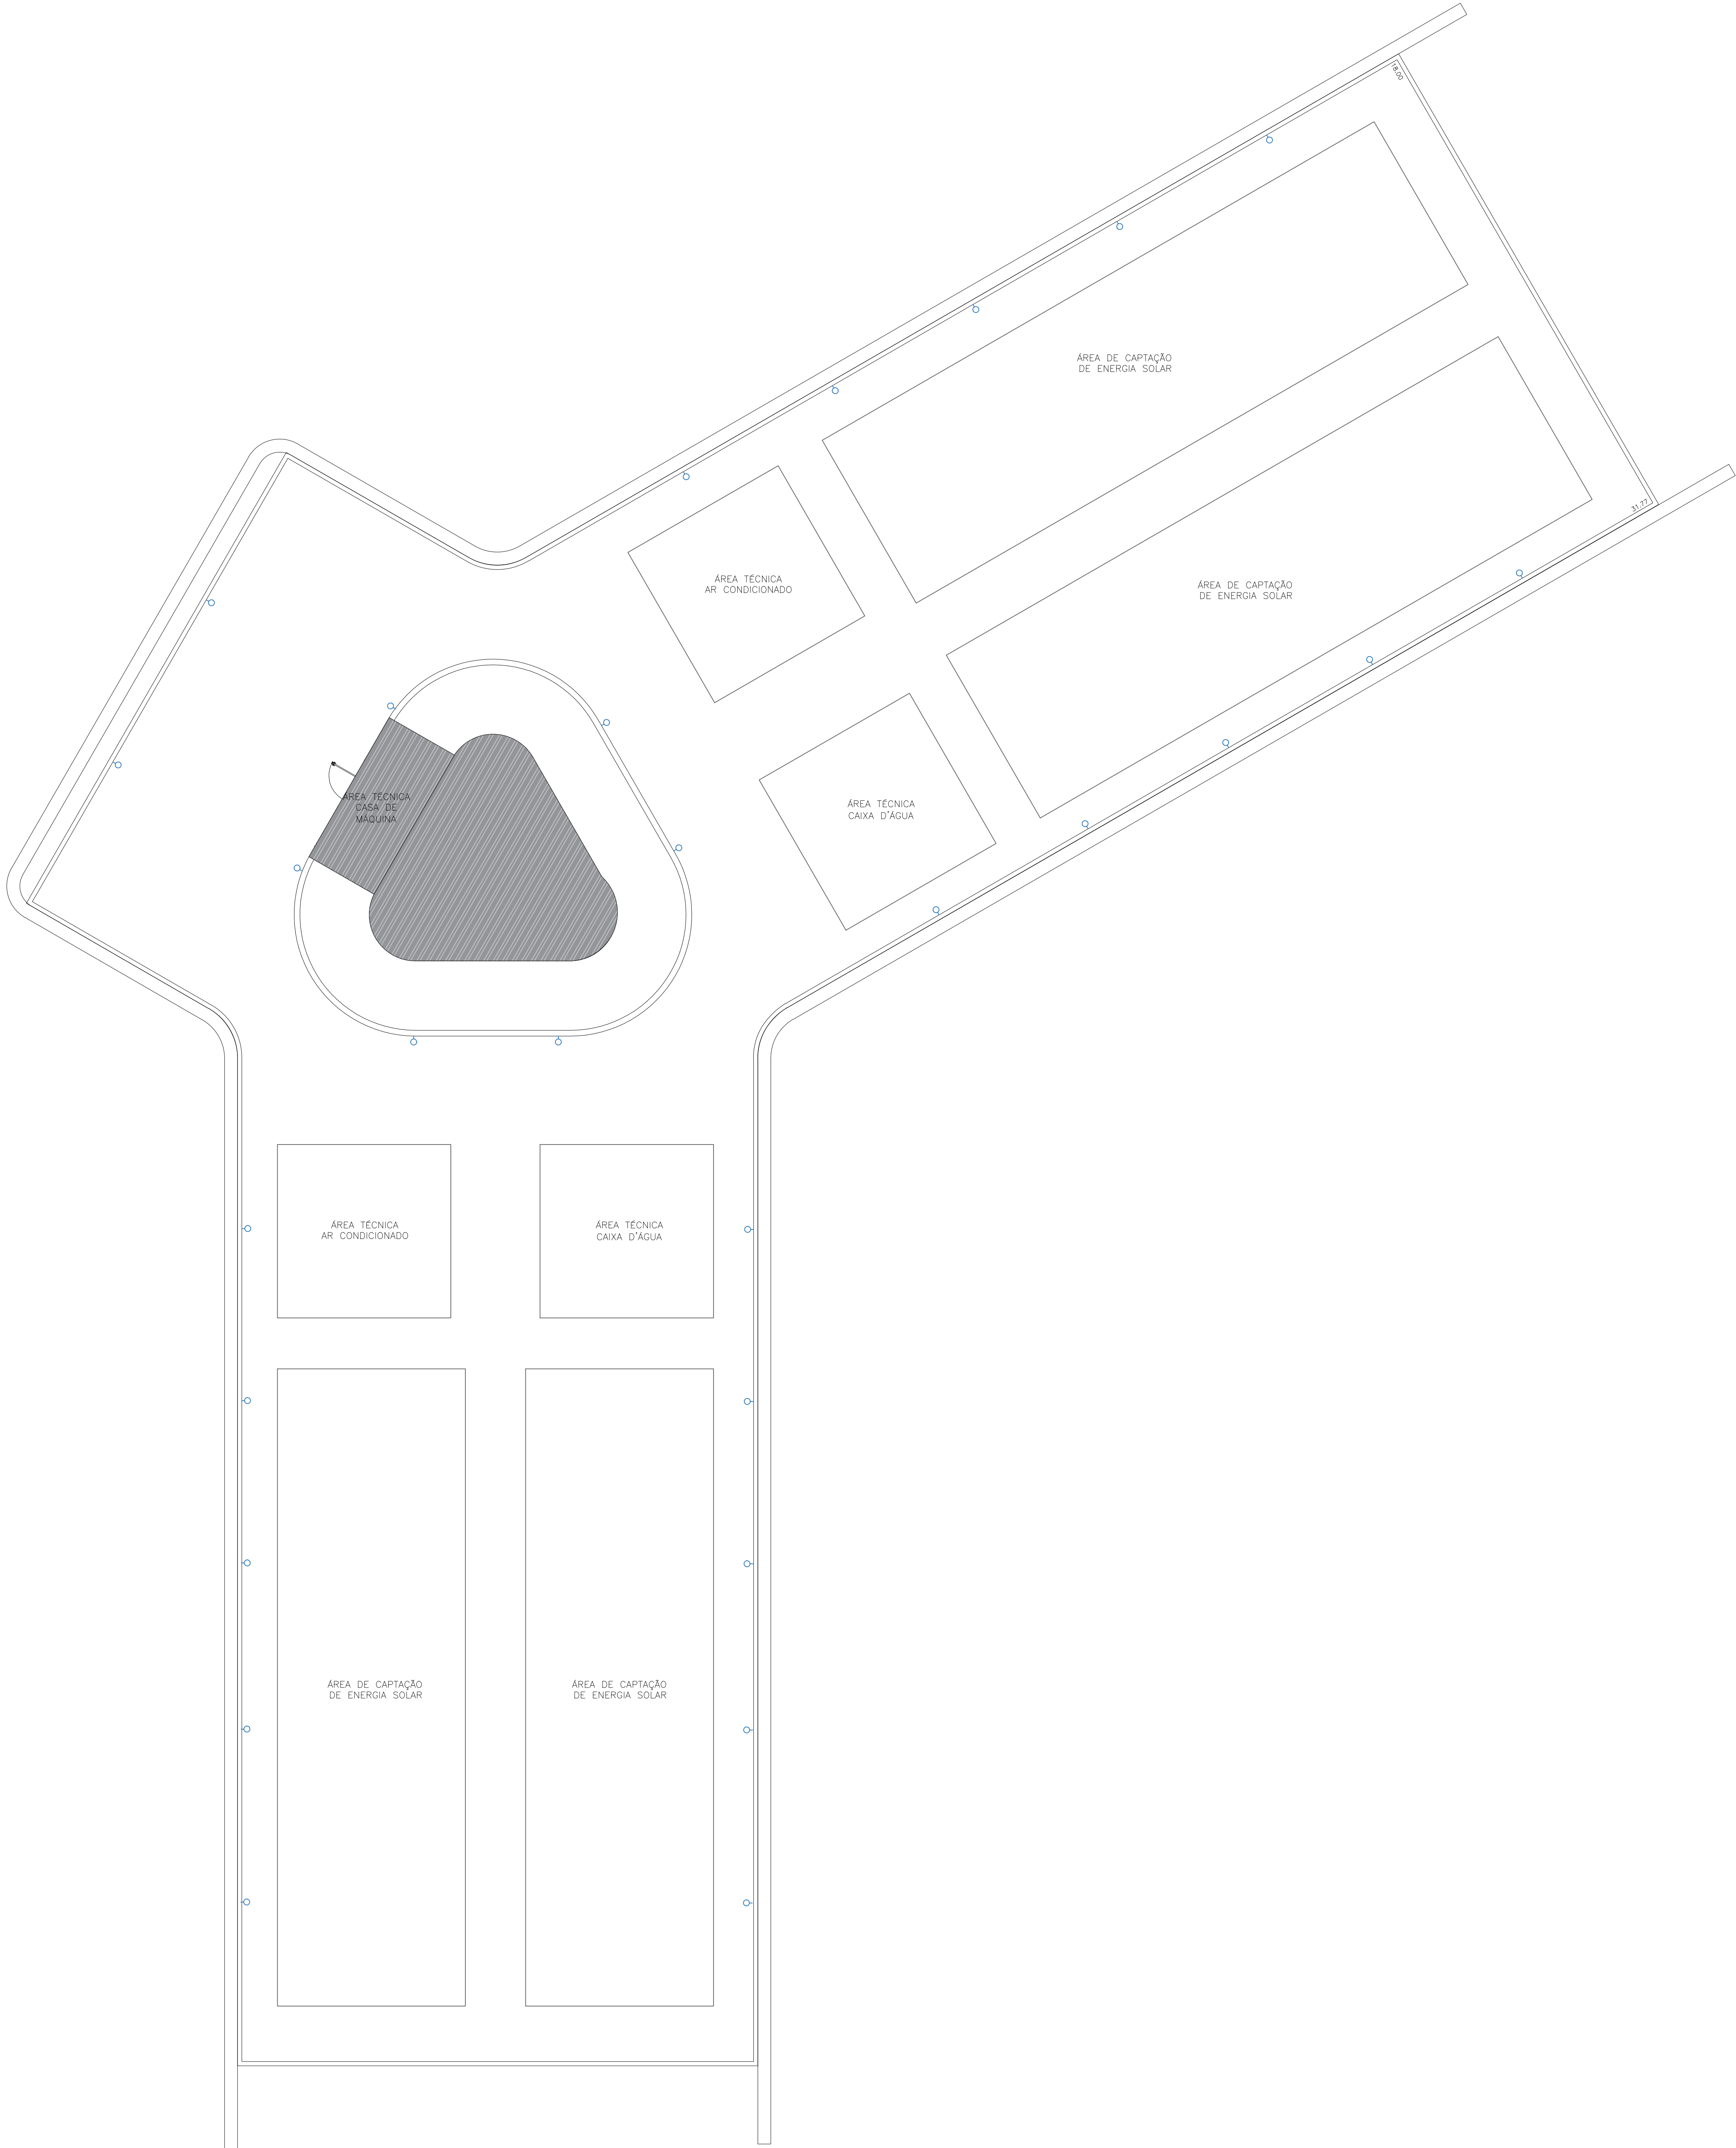 18.00
ÁREA DE CAPTAÇÃO
DE ENERGIA SOLAR
31.77
ÁREA TÉCNICA
AR CONDICIONADO
ÁREA DE CAPTAÇÃO
DE ENERGIA SOLAR
ÁREA TÉCNICA
CASA DE
MÁQUINA
ÁREA TÉCNICA
CAIXA D'ÁGUA
ÁREA TÉCNICA
AR CONDICIONADO
ÁREA TÉCNICA
CAIXA D'ÁGUA
ÁREA DE CAPTAÇÃO
DE ENERGIA SOLAR
ÁREA DE CAPTAÇÃO
DE ENERGIA SOLAR